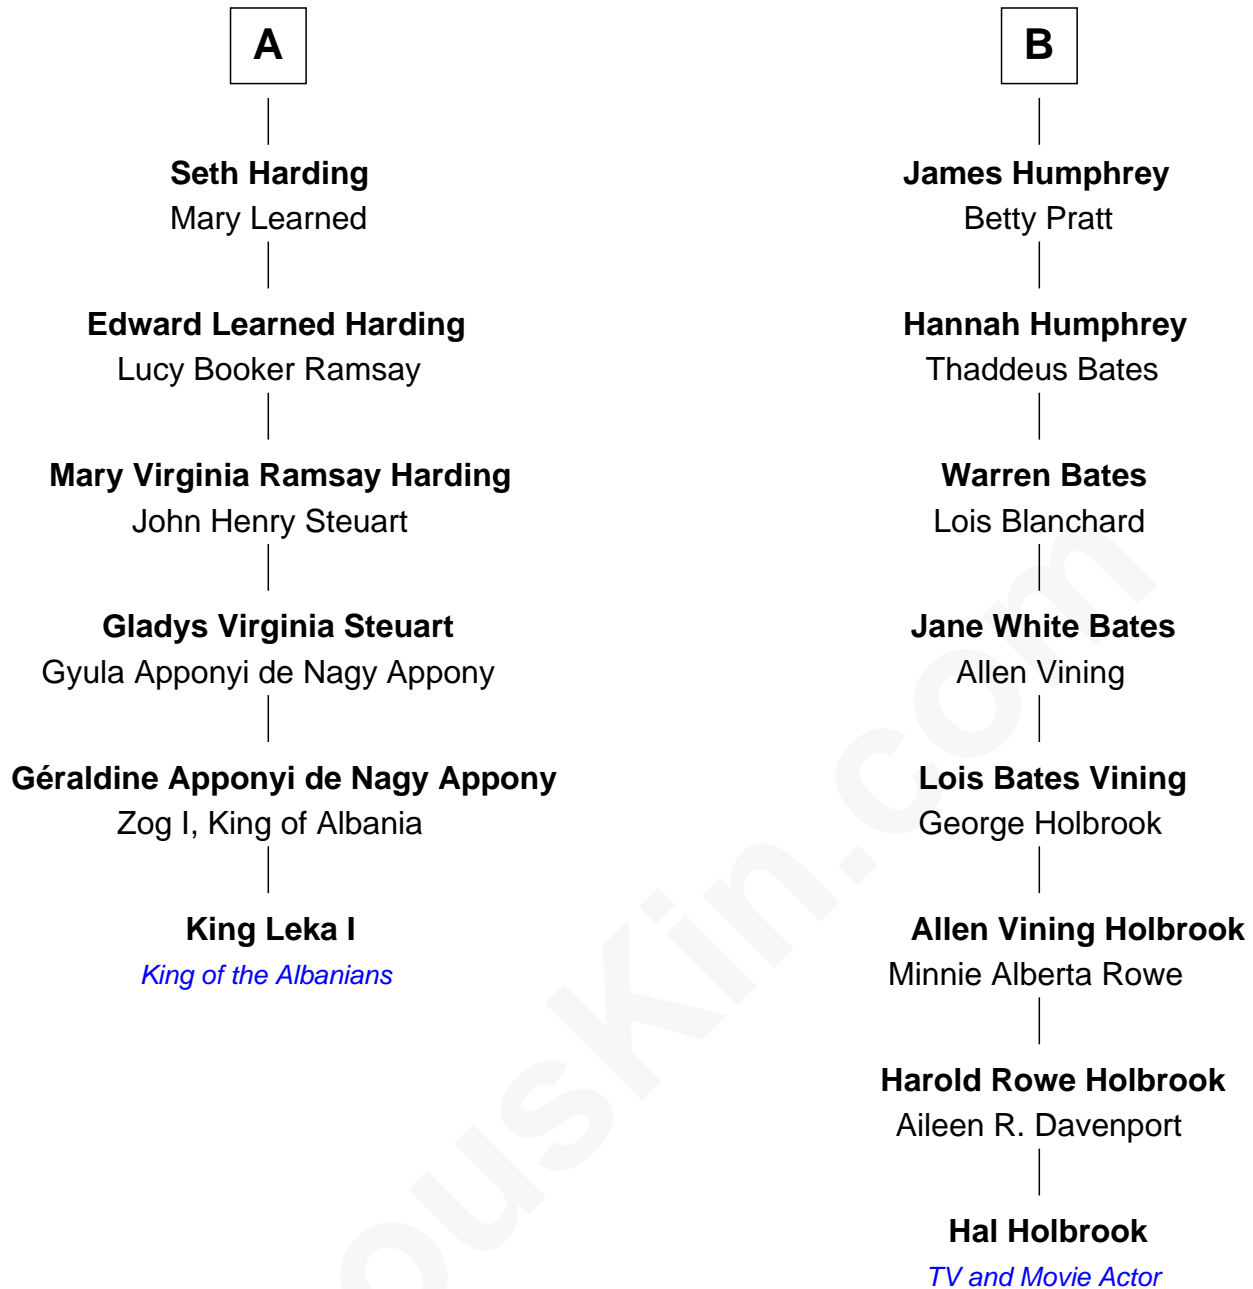 A
Seth Harding
Mary Learned
Edward Learned Harding
Lucy Booker Ramsay
Mary Virginia Ramsay Harding
John Henry Steuart
Gladys Virginia Steuart
Gyula Apponyi de Nagy Appony
Géraldine Apponyi de Nagy Appony
Zog I, King of Albania
King Leka I
King of the Albanians
B
James Humphrey
Betty Pratt
Hannah Humphrey
Thaddeus Bates
Warren Bates
Lois Blanchard
Jane White Bates
Allen Vining
Lois Bates Vining
George Holbrook
Allen Vining Holbrook
Minnie Alberta Rowe
Harold Rowe Holbrook
Aileen R. Davenport
Hal Holbrook
TV and Movie Actor
ousKin.com